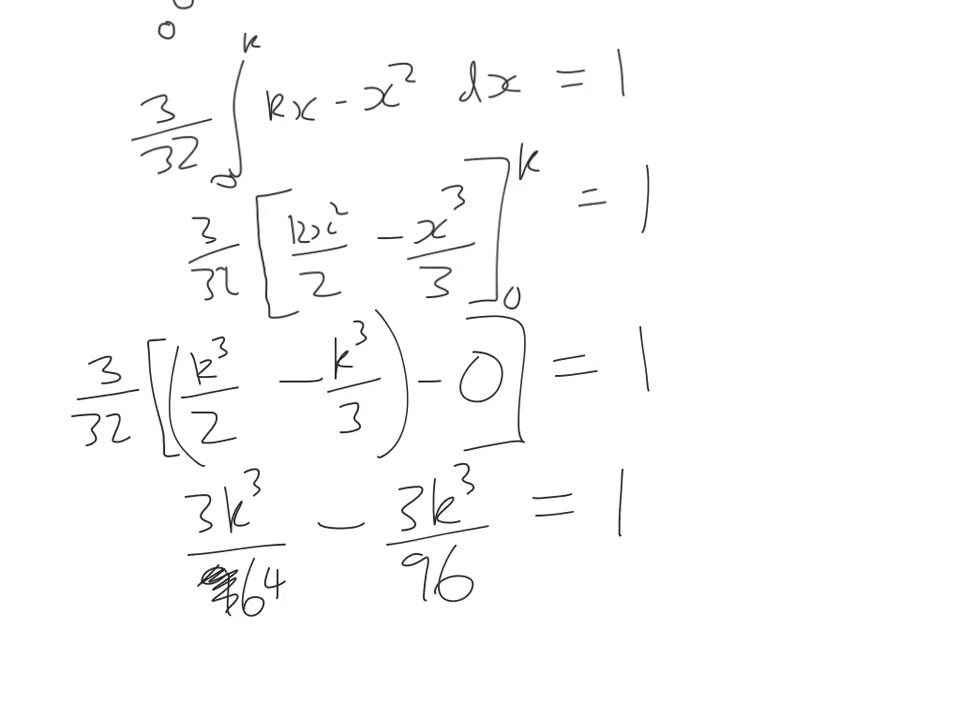 0
3/32 ∫₀ᵏ kx - x² dx = 1
3/32 [kx²/2 - x³/3]₀ᵏ = 1
3/32 [(k³/2 - k³/3) - 0] = 1
3k³/64 - 3k³/96 = 1